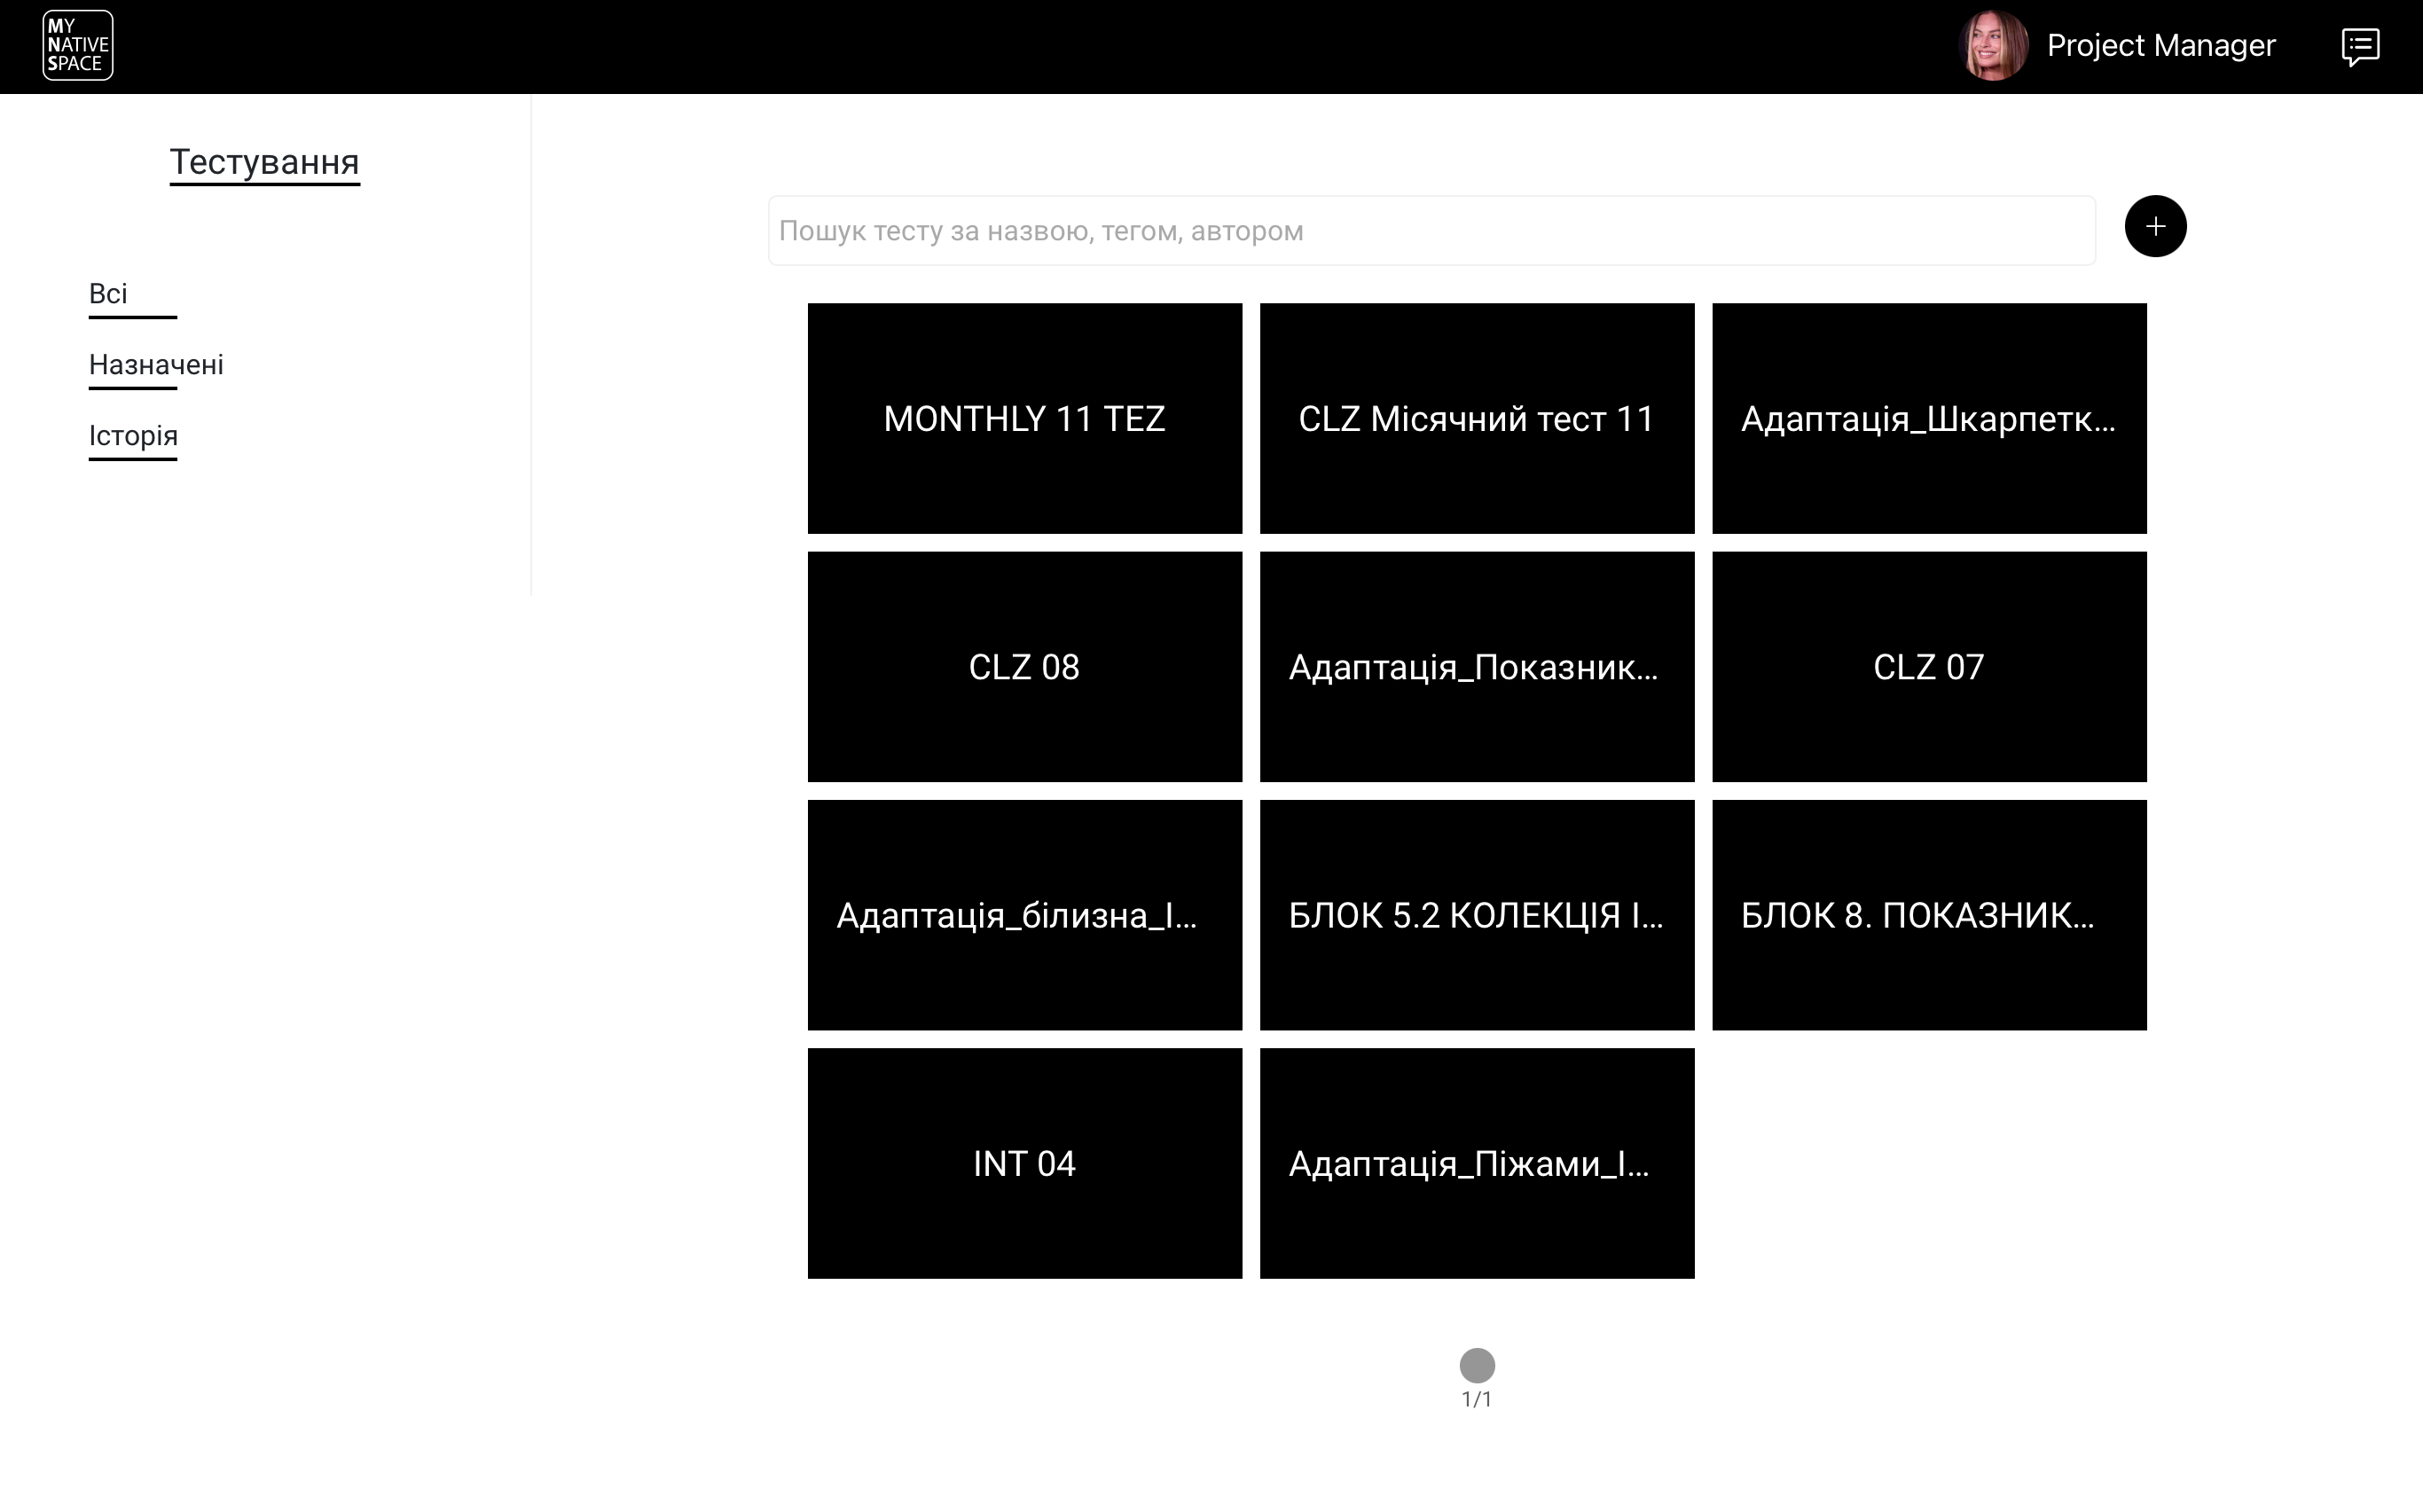 MY
NATIVE
SPACE
Project Manager
Тестування
Всі
Назначені
Історія
Пошук тесту за назвою, тегом, автором
MONTHLY 11 TEZ
CLZ Місячний тест 11
Адаптація_Шкарпетк...
CLZ 08
Адаптація_Показник...
CLZ 07
Адаптація_білизна_І...
БЛОК 5.2 КОЛЕКЦІЯ І...
БЛОК 8. ПОКАЗНИК...
INT 04
Адаптація_Піжами_І...
1/1